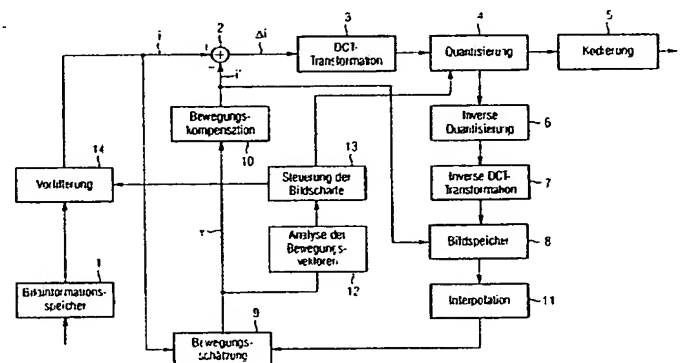 3
4
5
i
2
Δi
+
DCT-
Transformation
Quantisierung
Kodierung
−
i'
Bewegungs-
kompensation
10
Inverse
Quantisierung
6
14
13
Vorfilterung
Steuerung der
Bildschärfe
Inverse DCT-
Transformation
7
v
Analyse der
Bewegungs-
vektoren
12
Bildspeicher
8
1
Bildinformations-
speicher
Interpolation
11
9
Bewegungs-
schätzung